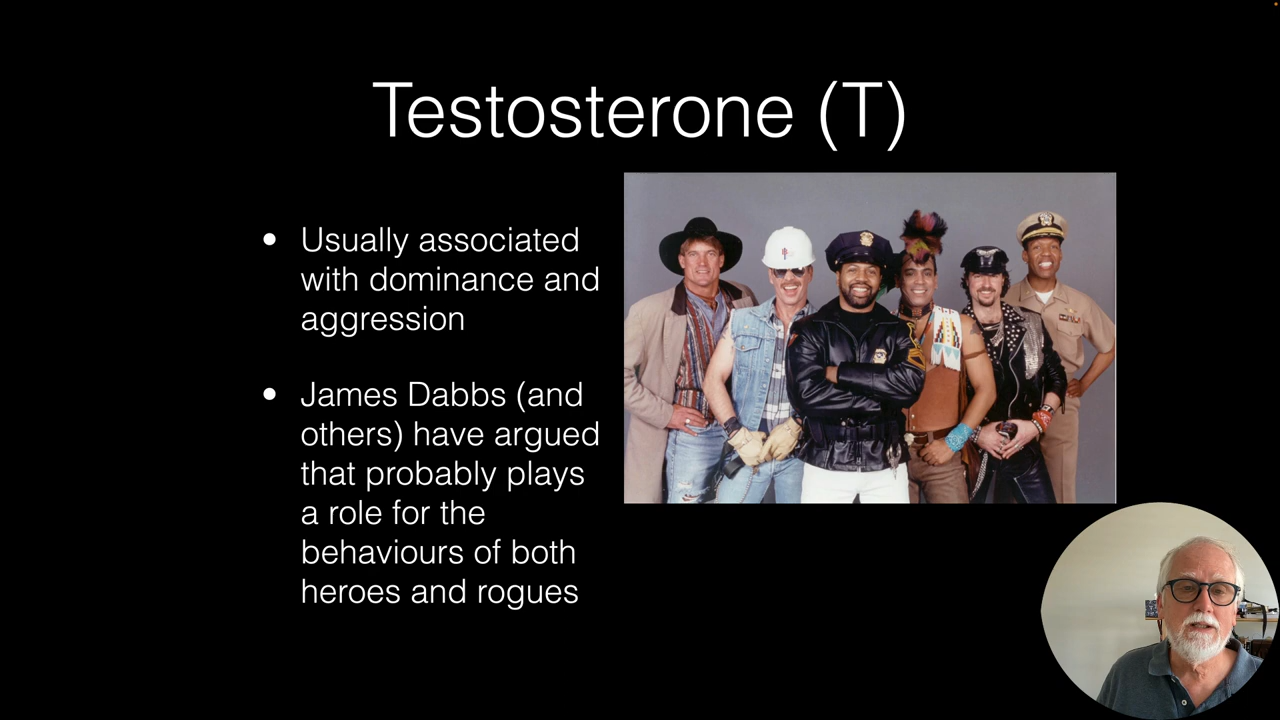 Testosterone (T)
• Usually associated
with dominance and
aggression
• James Dabbs (and
others) have argued
that probably plays
a role for the
behaviours of both
heroes and rogues